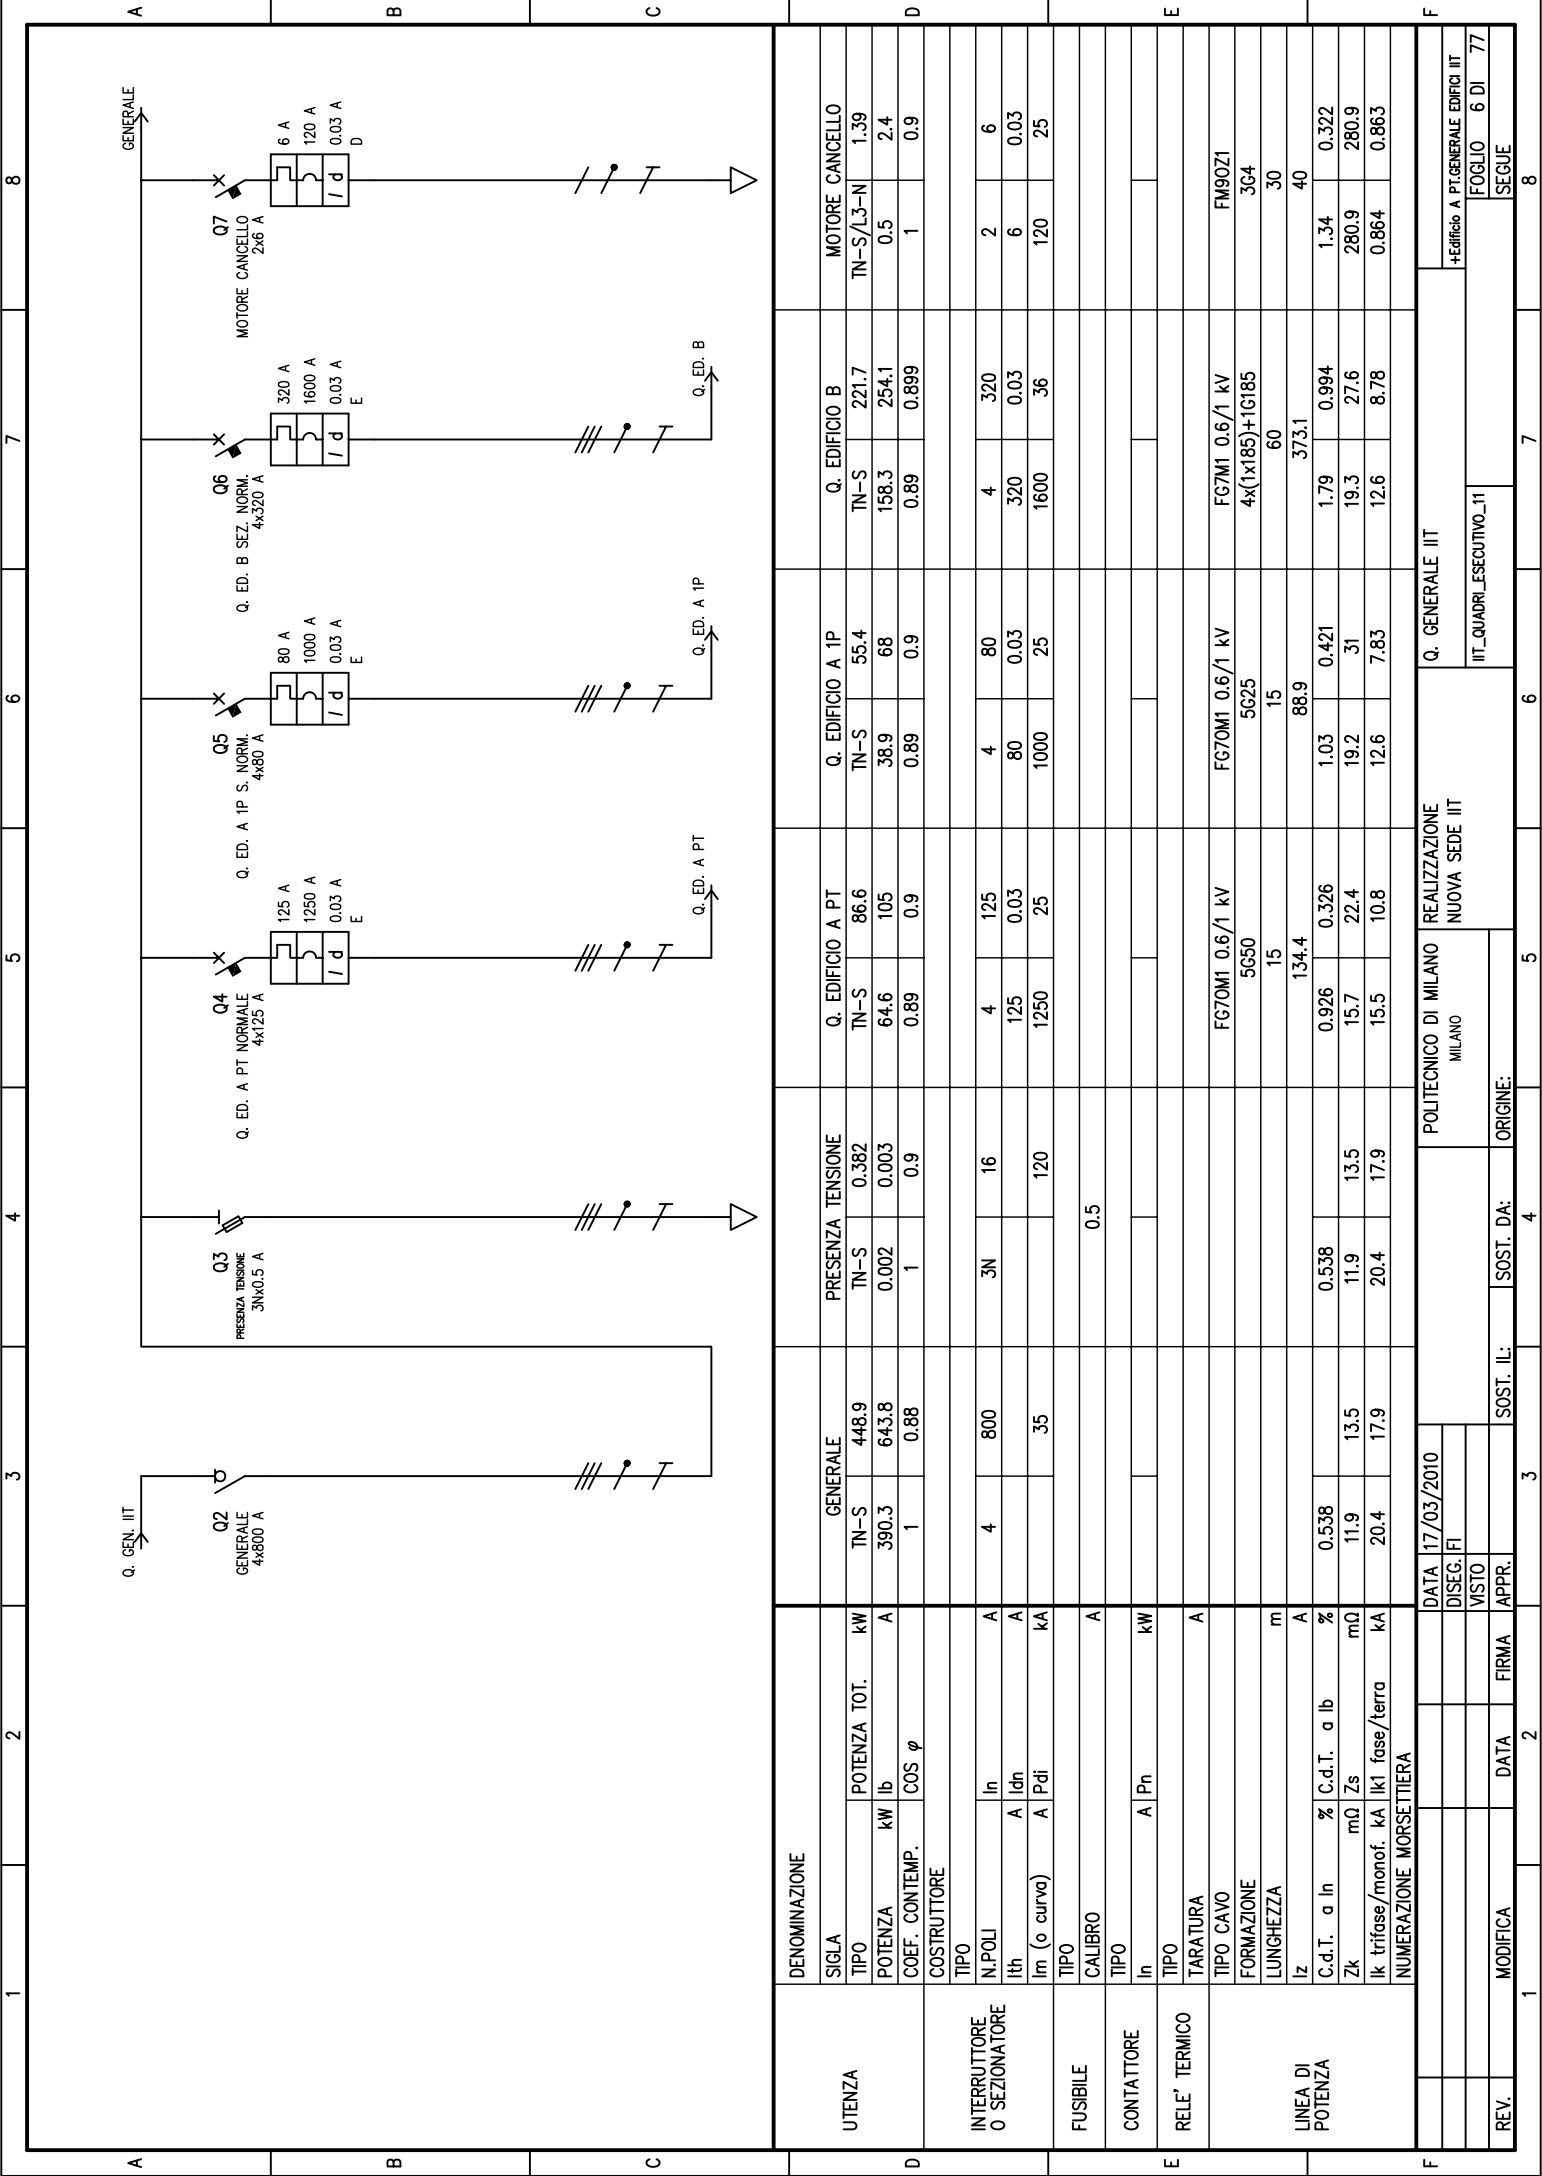 1 2 3 4 5 6 7 8
A
B
C
D
E
F
Q. GEN. IIT
Q2
GENERALE
4x800 A
Q3
PRESENZA TENSIONE
3Nx0.5 A
Q4
Q. ED. A PT NORMALE
4x125 A
125 A
1250 A
0.03 A
E
I d
Q. ED. A PT
Q5
Q. ED. A 1P S. NORM.
4x80 A
80 A
1000 A
0.03 A
E
I d
Q. ED. A 1P
Q6
Q. ED. B SEZ. NORM.
4x320 A
320 A
1600 A
0.03 A
E
I d
Q. ED. B
Q7
MOTORE CANCELLO
2x6 A
6 A
120 A
0.03 A
D
I d
GENERALE
DENOMINAZIONE
UTENZA
SIGLA GENERALE PRESENZA TENSIONE Q. EDIFICIO A PT Q. EDIFICIO A 1P Q. EDIFICIO B MOTORE CANCELLO
TIPO POTENZA TOT. kW TN-S 448.9 TN-S 0.382 TN-S 86.6 TN-S 55.4 TN-S 221.7 TN-S/L3-N 1.39
POTENZA kW Ib A 390.3 643.8 0.002 0.003 64.6 105 38.9 68 158.3 254.1 0.5 2.4
COEF. CONTEMP. COS φ 1 0.88 1 0.9 0.89 0.9 0.89 0.9 0.89 0.899 1 0.9
COSTRUTTORE
INTERRUTTORE
O SEZIONATORE
TIPO
N.POLI In A 4 800 3N 16 4 125 4 80 4 320 2 6
Ith A Idn A 125 0.03 80 0.03 320 0.03 6 0.03
Im (o curva) A Pdi kA 35 120 1250 25 1000 25 1600 36 120 25
FUSIBILE
TIPO
CALIBRO A 0.5
CONTATTORE
TIPO
In A Pn kW
RELE' TERMICO
TIPO
TARATURA A
LINEA DI
POTENZA
TIPO CAVO FG7OM1 0.6/1 kV FG7OM1 0.6/1 kV FG7M1 0.6/1 kV FM9OZ1
FORMAZIONE 5G50 5G25 4x(1x185)+1G185 3G4
LUNGHEZZA m 15 15 60 30
Iz A 134.4 88.9 373.1 40
C.d.T. a In % C.d.T. a Ib % 0.538 0.538 0.926 0.326 1.03 0.421 1.79 0.994 1.34 0.322
Zk mΩ Zs mΩ 11.9 13.5 11.9 13.5 15.7 22.4 19.2 31 19.3 27.6 280.9 280.9
Ik trifase/monof. kA Ik1 fase/terra kA 20.4 17.9 20.4 17.9 15.5 10.8 12.6 7.83 12.6 8.78 0.864 0.863
NUMERAZIONE MORSETTIERA
DATA 17/03/2010
DISEG. FI
VISTO
APPR.
REV. MODIFICA DATA FIRMA
SOST. IL: SOST. DA: ORIGINE:
POLITECNICO DI MILANO
MILANO
REALIZZAZIONE
NUOVA SEDE IIT
Q. GENERALE IIT
IIT_QUADRI_ESECUTIVO_11
+Edificio A PT.GENERALE EDIFICI IIT
FOGLIO 6 DI 77
SEGUE
A
B
C
D
E
F
1 2 3 4 5 6 7 8